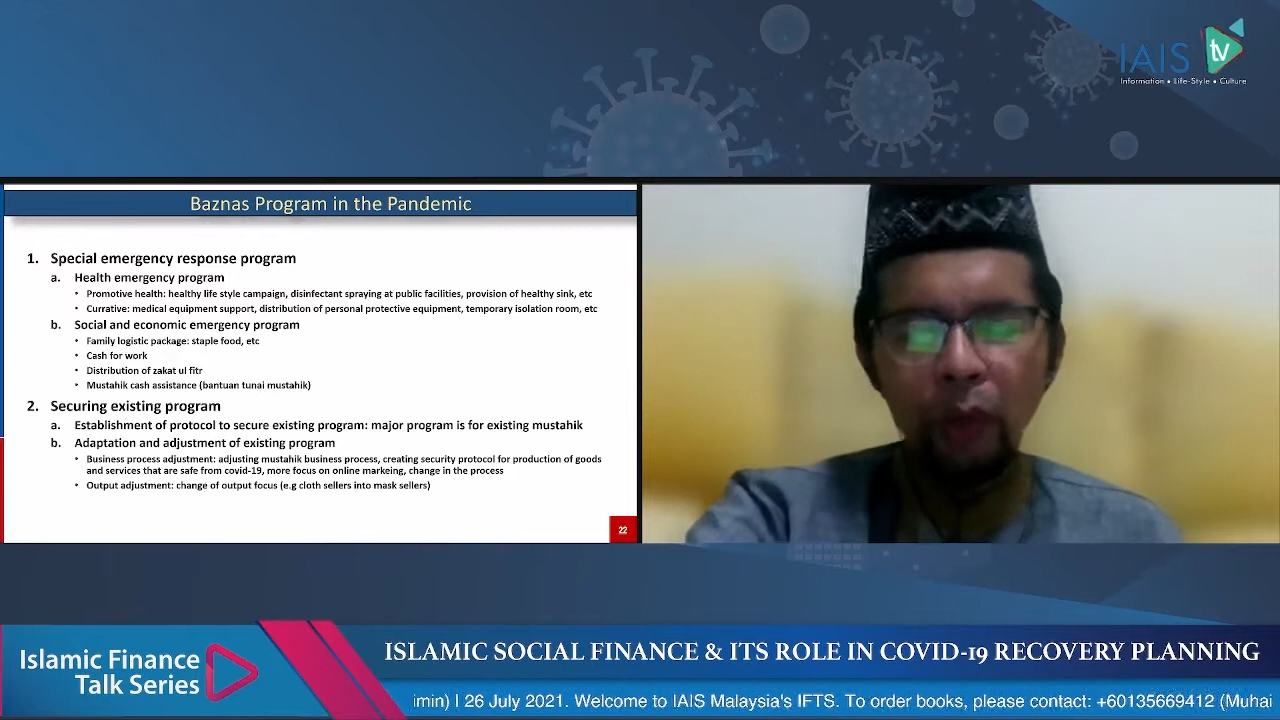 IAIS tv
Information • Life-Style • Culture
Baznas Program in the Pandemic
1. Special emergency response program
a. Health emergency program
• Promotive health: healthy life style campaign, disinfectant spraying at public facilities, provision of healthy sink, etc
• Currative: medical equipment support, distribution of personal protective equipment, temporary isolation room, etc
b. Social and economic emergency program
• Family logistic package: staple food, etc
• Cash for work
• Distribution of zakat ul fitr
• Mustahik cash assistance (bantuan tunai mustahik)
2. Securing existing program
a. Establishment of protocol to secure existing program: major program is for existing mustahik
b. Adaptation and adjustment of existing program
• Business process adjustment: adjusting mustahik business process, creating security protocol for production of goods
and services that are safe from covid-19, more focus on online markeing, change in the process
• Output adjustment: change of output focus (e.g cloth sellers into mask sellers)
22
Islamic Finance
Talk Series
ISLAMIC SOCIAL FINANCE & ITS ROLE IN COVID-19 RECOVERY PLANNING
imin) | 26 July 2021. Welcome to IAIS Malaysia's IFTS. To order books, please contact: +60135669412 (Muhai